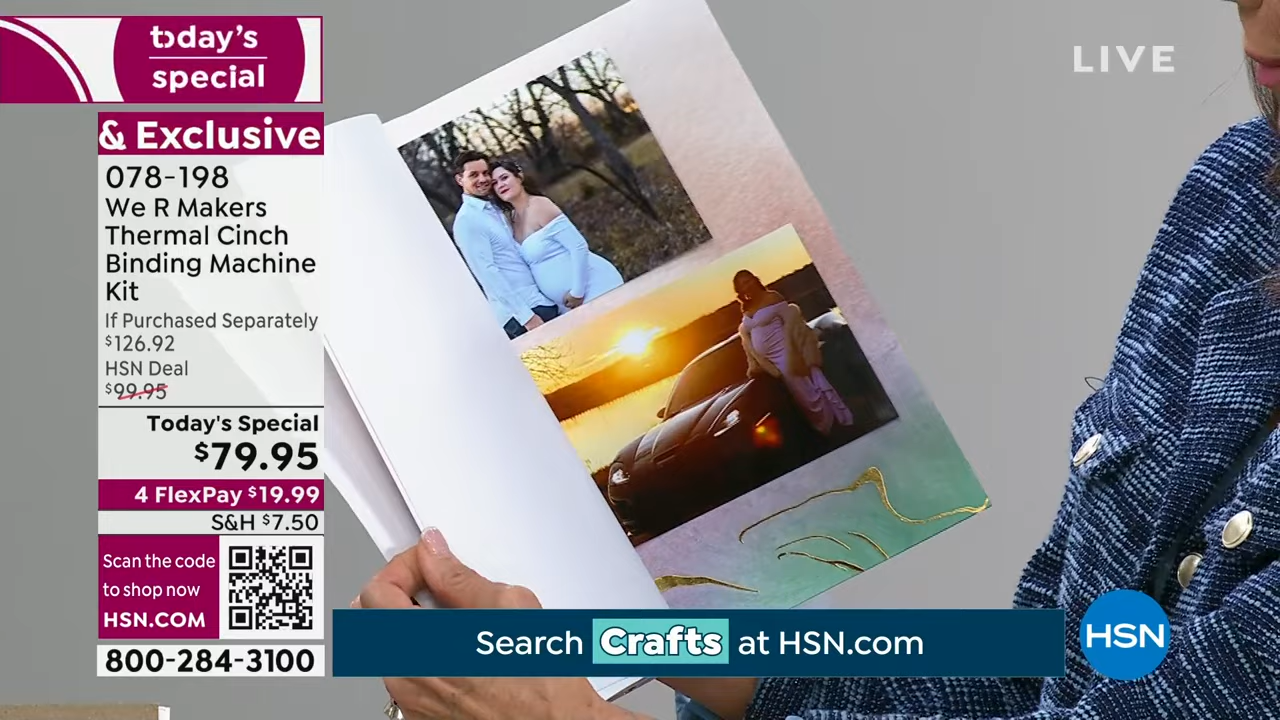 today's
special
LIVE
& Exclusive
078-198
We R Makers
Thermal Cinch
Binding Machine
Kit
If Purchased Separately
$126.92
HSN Deal
$99.95
Today's Special
$79.95
4 FlexPay $19.99
S&H $7.50
Scan the code
to shop now
HSN.COM
800-284-3100
Search Crafts at HSN.com
HSN